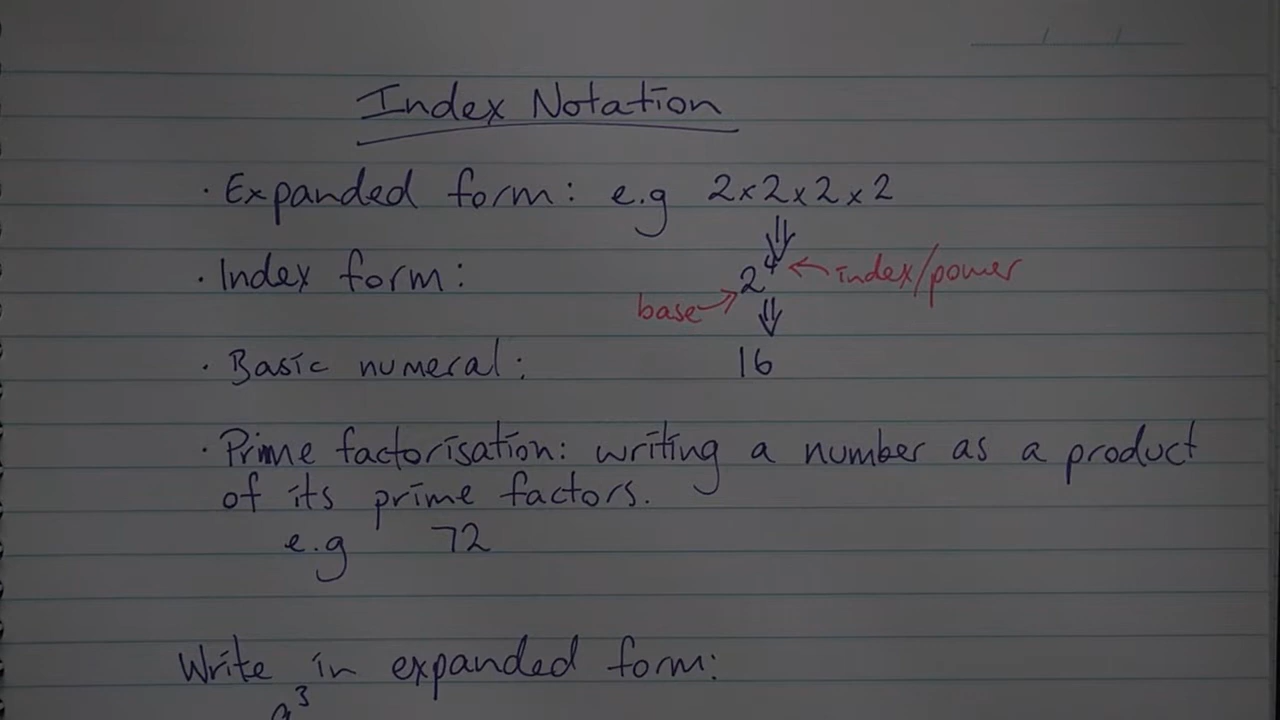 Index Notation
· Expanded form: e.g 2×2×2×2
⇓
· Index form: 2⁴ ← index/power
base →
⇓
· Basic numeral: 16
· Prime factorisation: writing a number as a product
of its prime factors.
e.g 72
Write in expanded form: